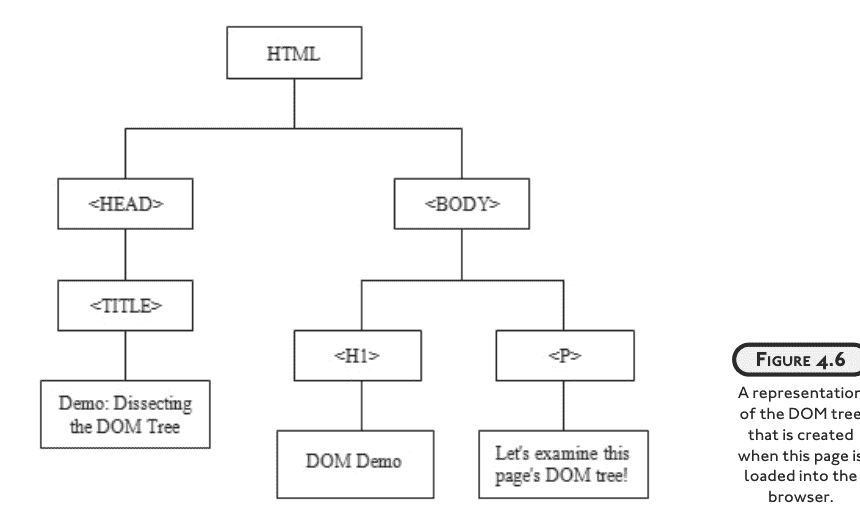 HTML
<HEAD>
<BODY>
<TITLE>
<H1>
<P>
Demo: Dissecting
the DOM Tree
DOM Demo
Let's examine this
page's DOM tree!
FIGURE 4.6
A representation
of the DOM tree
that is created
when this page is
loaded into the
browser.